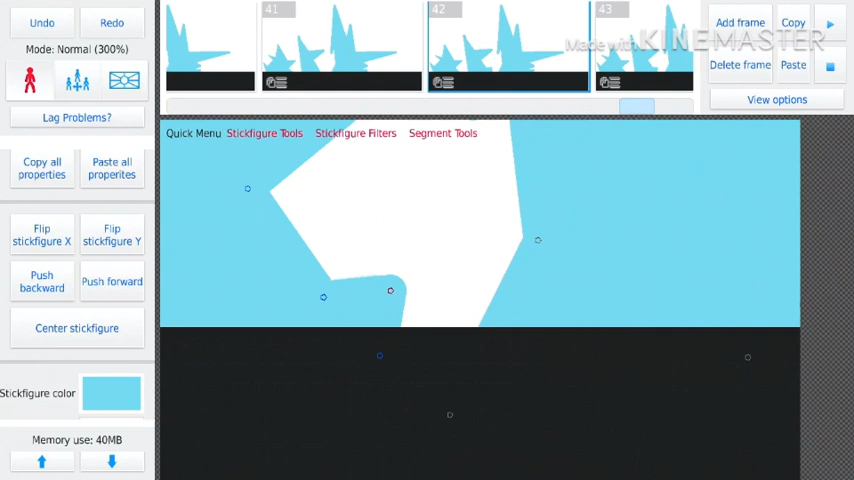 Undo Redo
Mode: Normal (300%)
Lag Problems?
Copy all properties
Paste all properites
Flip stickfigure X
Flip stickfigure Y
Push backward
Push forward
Center stickfigure
Stickfigure color
Memory use: 40MB
41 42 43
Made with KINEMASTER
Add frame Copy
Delete frame Paste
View options
Quick Menu Stickfigure Tools Stickfigure Filters Segment Tools